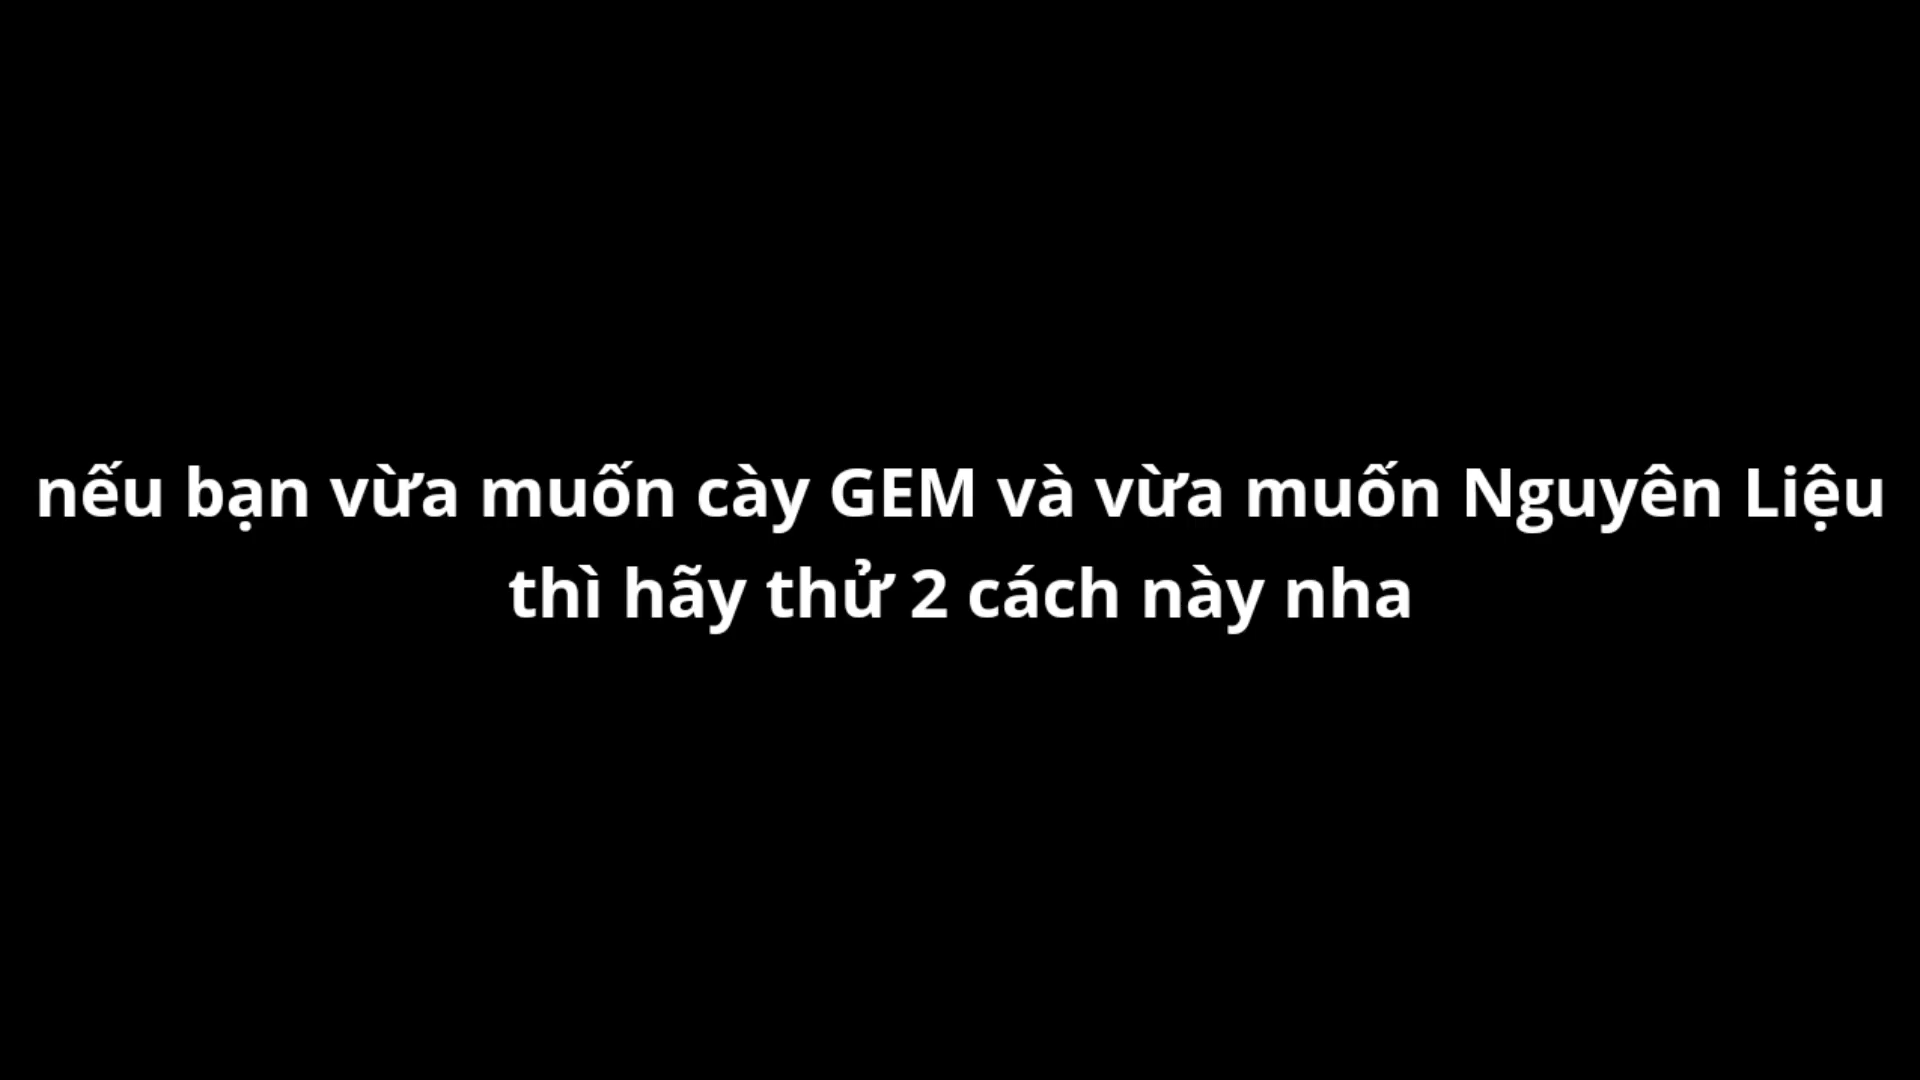 nếu bạn vừa muốn cày GEM và vừa muốn Nguyên Liệu
thì hãy thử 2 cách này nha